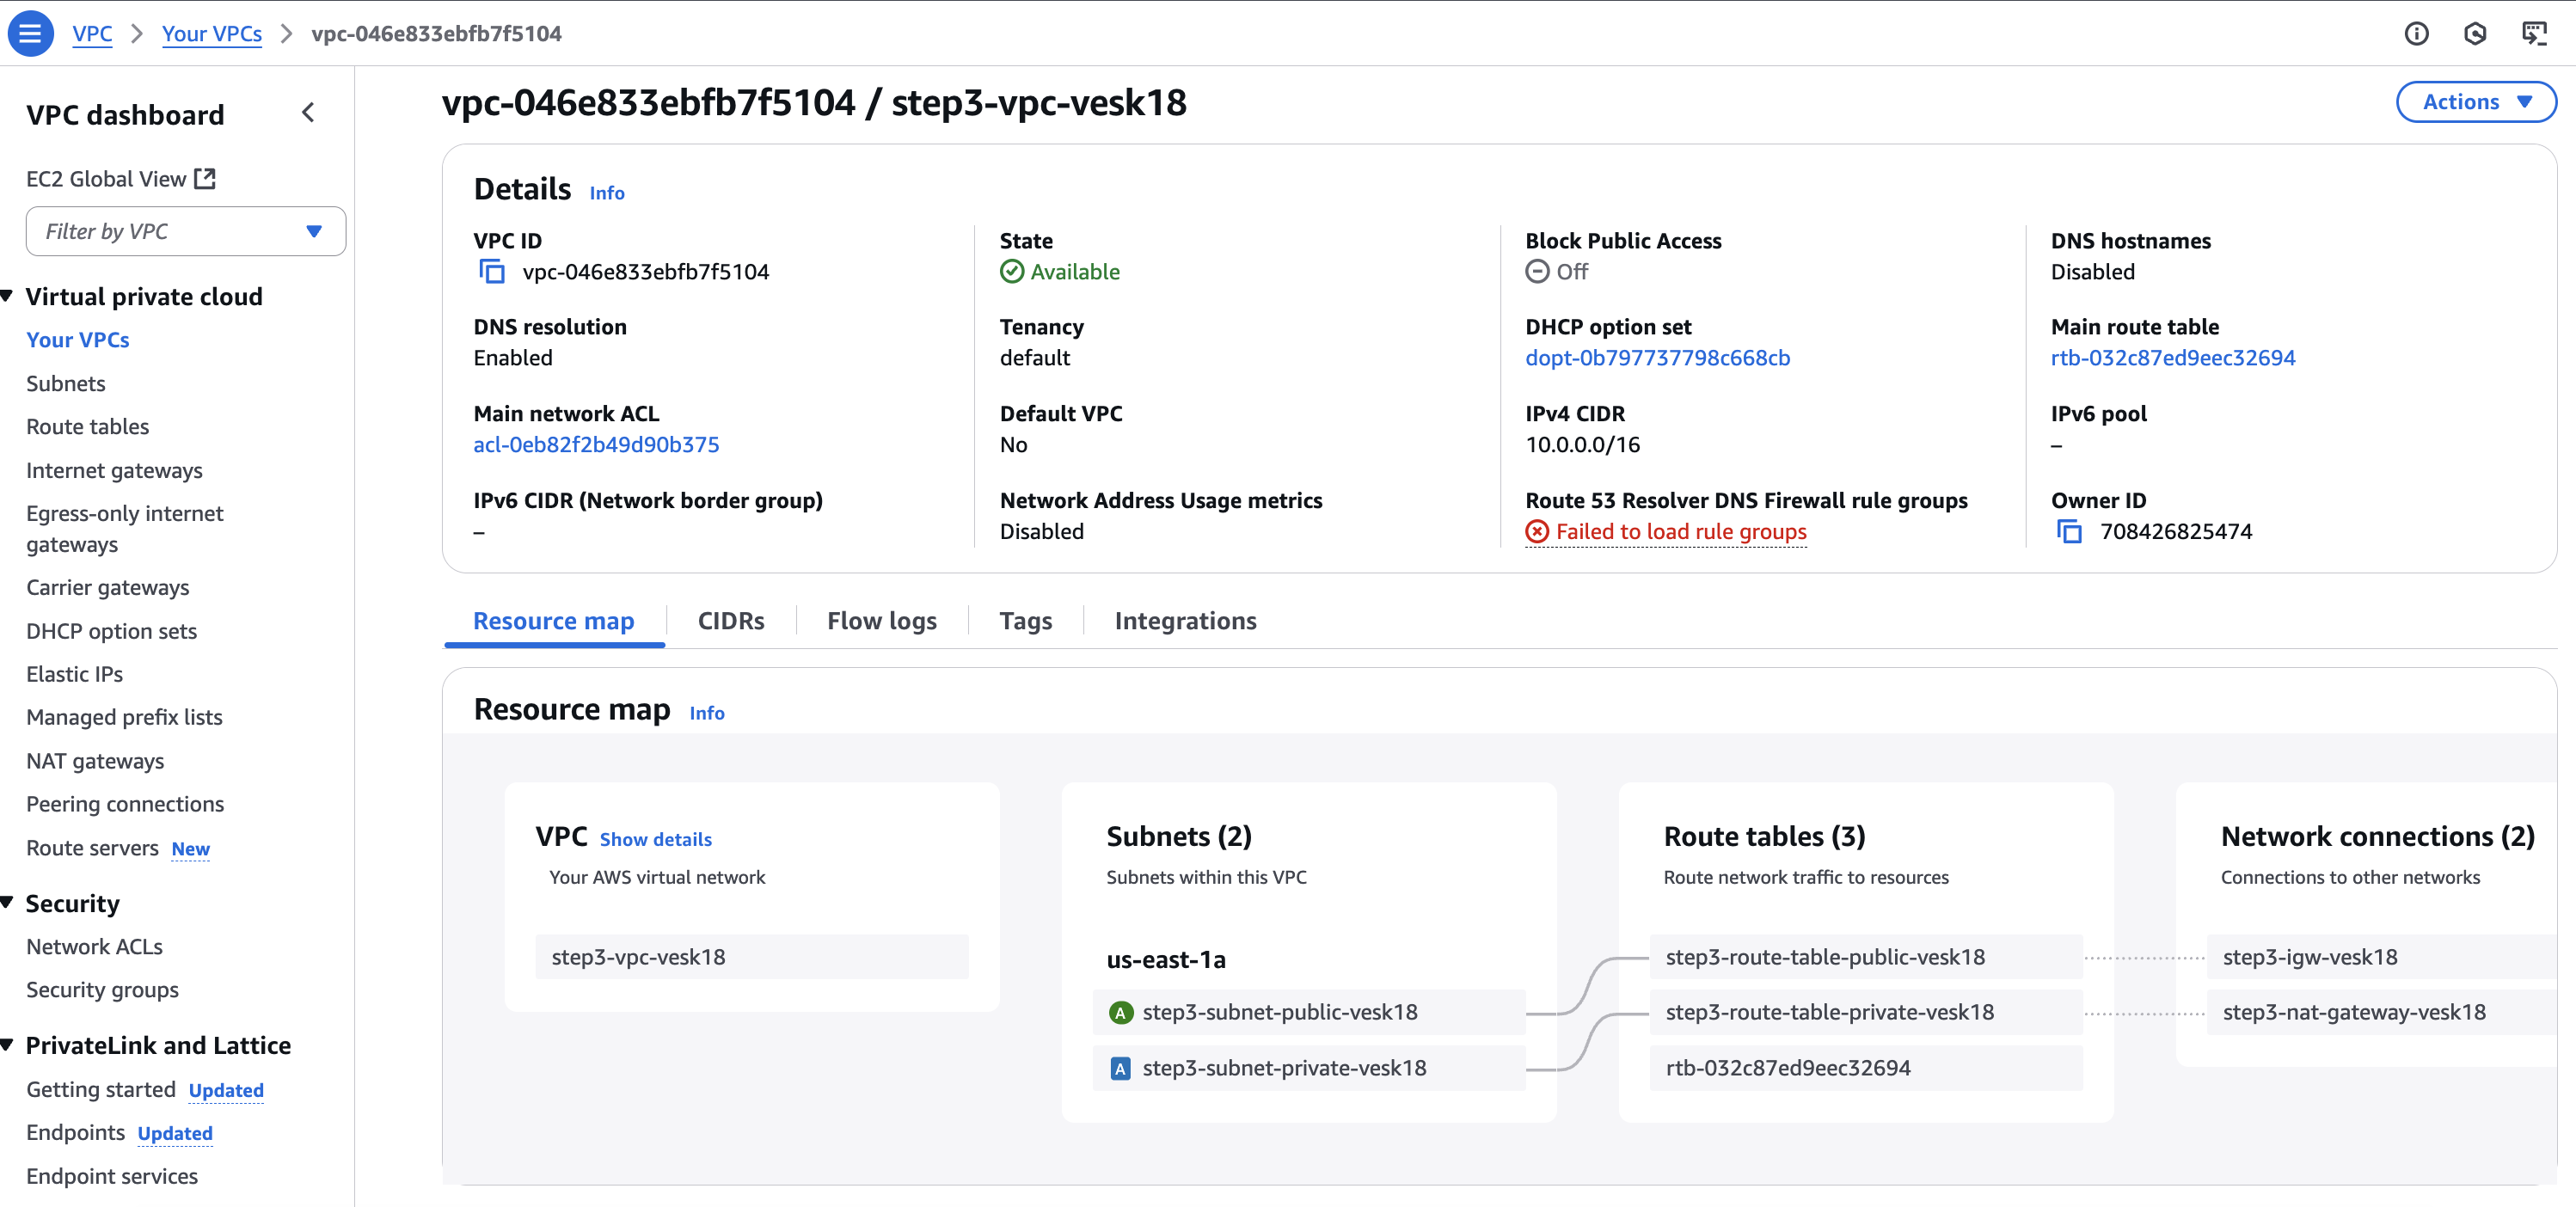 VPC > Your VPCs > vpc-046e833ebfb7f5104
VPC dashboard
EC2 Global View
Filter by VPC
Virtual private cloud
Your VPCs
Subnets
Route tables
Internet gateways
Egress-only internet
gateways
Carrier gateways
DHCP option sets
Elastic IPs
Managed prefix lists
NAT gateways
Peering connections
Route servers New
Security
Network ACLs
Security groups
PrivateLink and Lattice
Getting started Updated
Endpoints Updated
Endpoint services
vpc-046e833ebfb7f5104 / step3-vpc-vesk18
Actions
Details Info
VPC ID
vpc-046e833ebfb7f5104
State
Available
Block Public Access
Off
DNS hostnames
Disabled
DNS resolution
Enabled
Tenancy
default
DHCP option set
dopt-0b797737798c668cb
Main route table
rtb-032c87ed9eec32694
Main network ACL
acl-0eb82f2b49d90b375
Default VPC
No
IPv4 CIDR
10.0.0.0/16
IPv6 pool
–
IPv6 CIDR (Network border group)
–
Network Address Usage metrics
Disabled
Route 53 Resolver DNS Firewall rule groups
Failed to load rule groups
Owner ID
708426825474
Resource map
CIDRs
Flow logs
Tags
Integrations
Resource map Info
VPC Show details
Your AWS virtual network
step3-vpc-vesk18
Subnets (2)
Subnets within this VPC
us-east-1a
A step3-subnet-public-vesk18
A step3-subnet-private-vesk18
Route tables (3)
Route network traffic to resources
step3-route-table-public-vesk18
step3-route-table-private-vesk18
rtb-032c87ed9eec32694
Network connections (2)
Connections to other networks
step3-igw-vesk18
step3-nat-gateway-vesk18